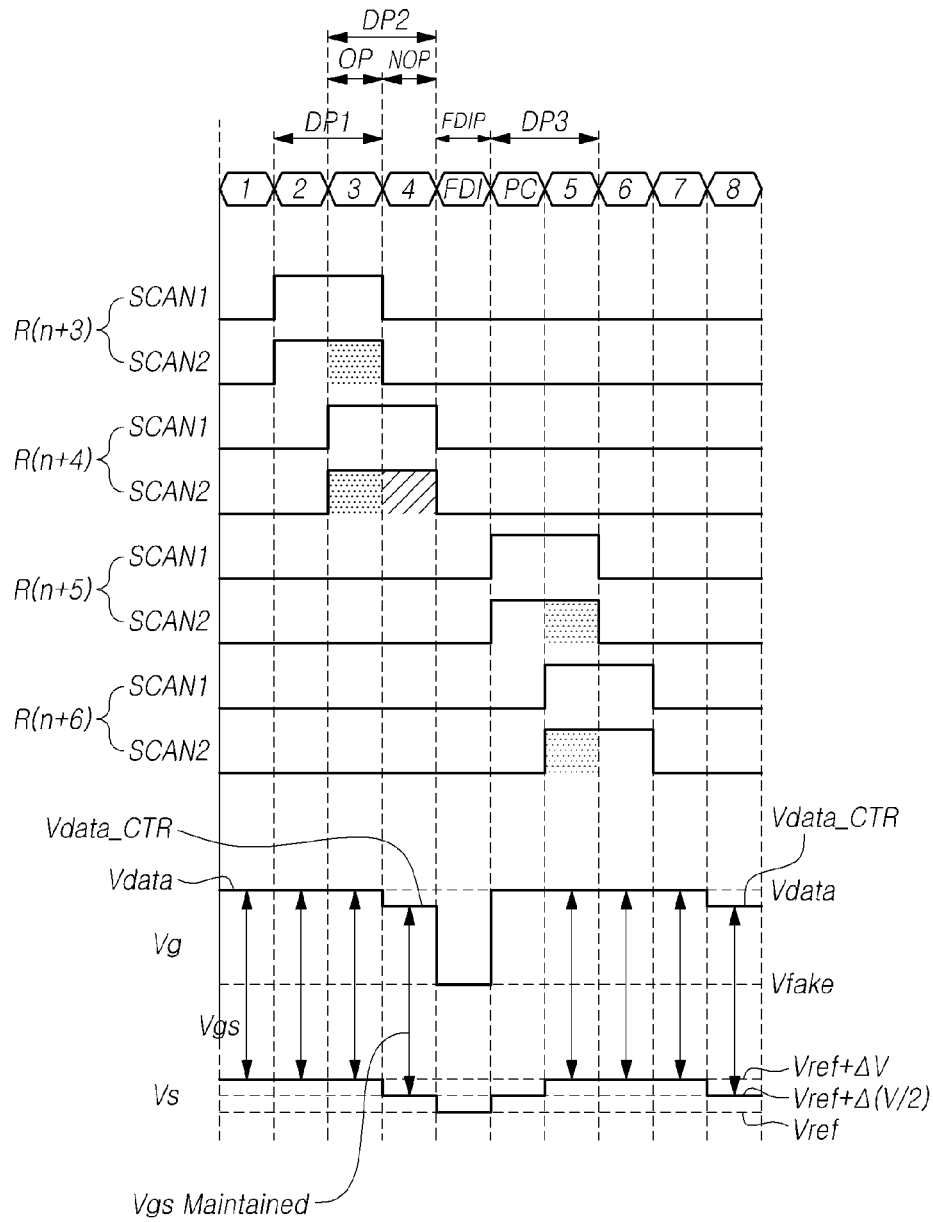 DP2
OP NOP
DP1 FDIP DP3
1 2 3 4 FDI PC 5 6 7 8
SCAN1
R(n+3)
SCAN2
SCAN1
R(n+4)
SCAN2
SCAN1
R(n+5)
SCAN2
SCAN1
R(n+6)
SCAN2
Vdata_CTR Vdata_CTR
Vdata Vdata
Vg
Vfake
Vgs
Vref+ΔV
Vs
Vref+Δ(V/2)
Vref
Vgs Maintained